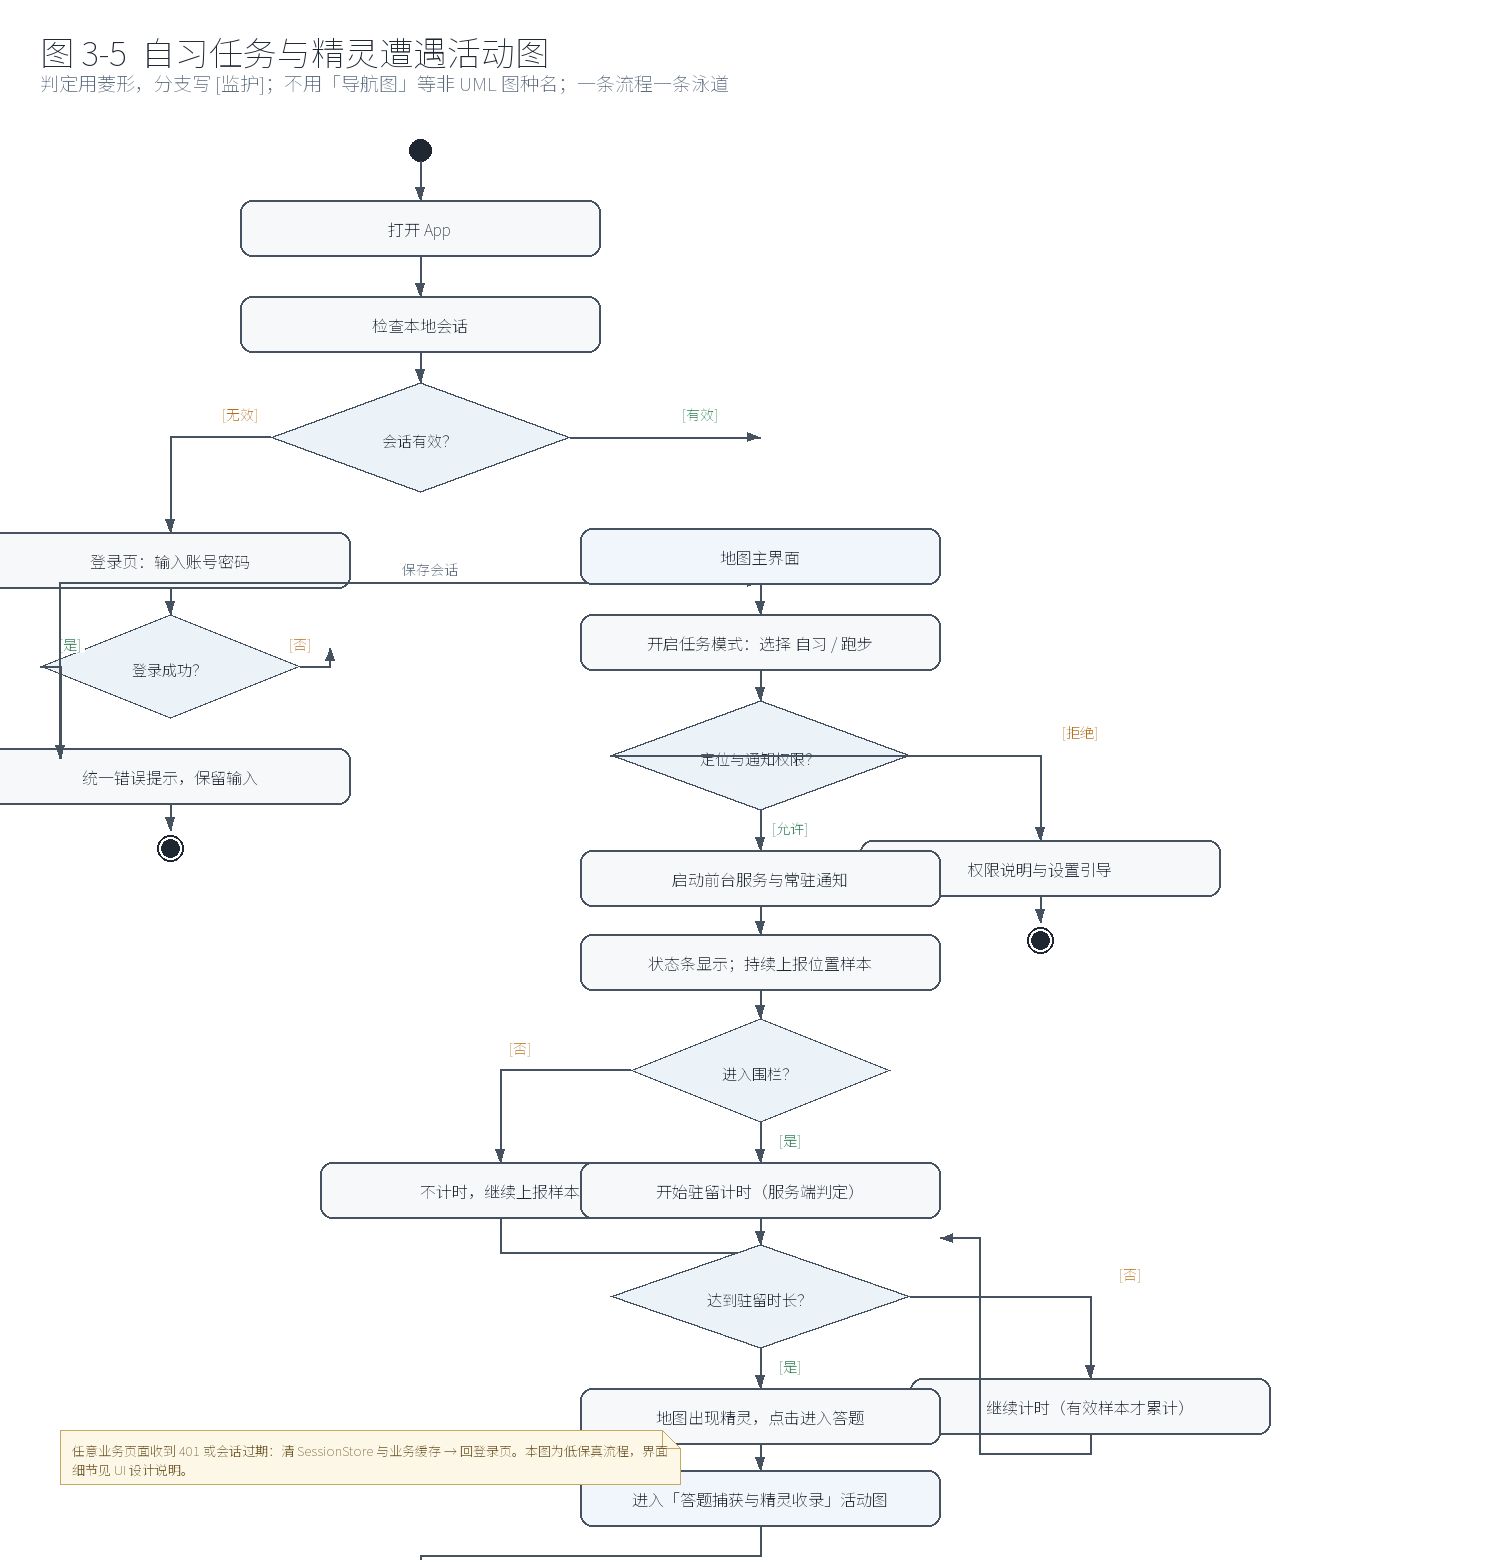 图 3-5 自习任务与精灵遭遇活动图
判定用菱形，分支写 [监护]；不用「导航图」等非 UML 图种名；一条流程一条泳道
打开 App
检查本地会话
[无效]
[有效]
会话有效？
登录页：输入账号密码
保存会话
地图主界面
[是]
[否]
登录成功？
开启任务模式：选择 自习 / 跑步
[拒绝]
定位与通知权限？
统一错误提示，保留输入
[允许]
启动前台服务与常驻通知
权限说明与设置引导
状态条显示；持续上报位置样本
[否]
进入围栏？
[是]
不计时，继续上报样本
开始驻留计时（服务端判定）
[否]
达到驻留时长？
[是]
地图出现精灵，点击进入答题
继续计时（有效样本才累计）
任意业务页面收到 401 或会话过期：清 SessionStore 与业务缓存 → 回登录页。本图为低保真流程，界面
细节见 UI 设计说明。
进入「答题捕获与精灵收录」活动图